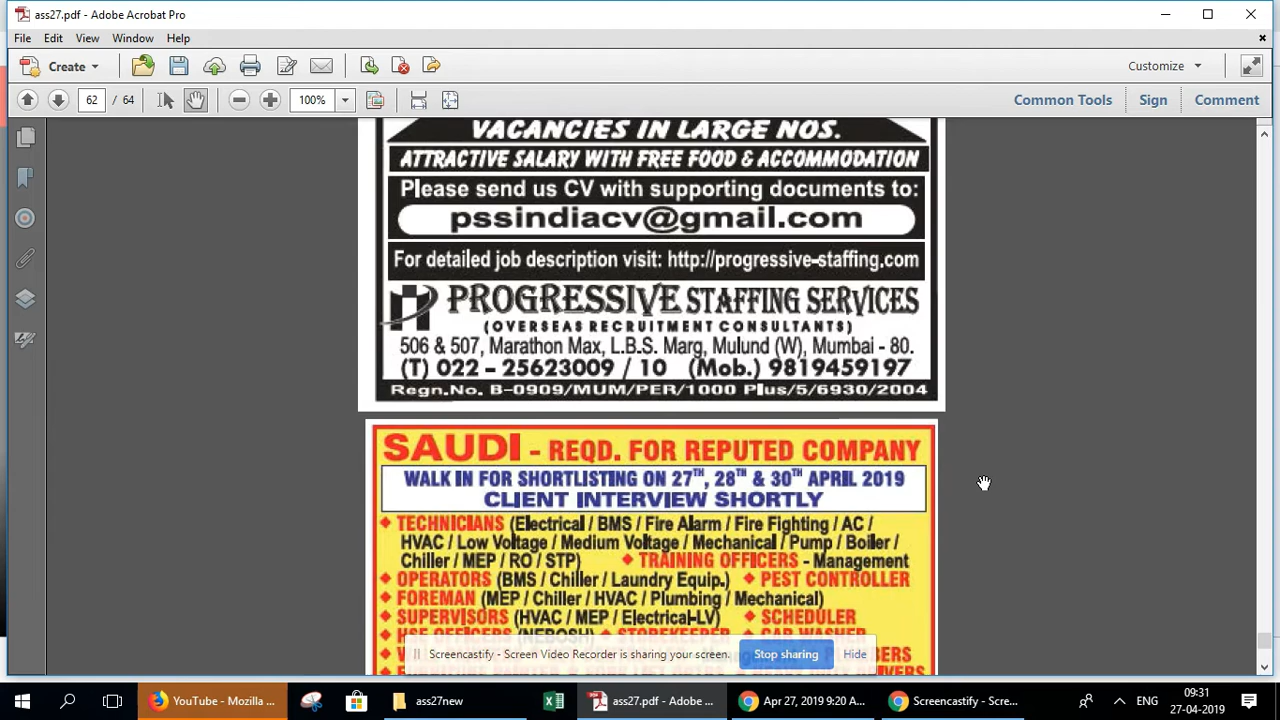 ass27.pdf - Adobe Acrobat Pro
File Edit View Window Help
Create
Customize
62 / 64
100%
Common Tools Sign Comment
VACANCIES IN LARGE NOS.
ATTRACTIVE SALARY WITH FREE FOOD & ACCOMMODATION
Please send us CV with supporting documents to:
pssindiacv@gmail.com
For detailed job description visit: http://progressive-staffing.com
PROGRESSIVE STAFFING SERVICES
(OVERSEAS RECRUITMENT CONSULTANTS)
506 & 507, Marathon Max, L.B.S. Marg, Mulund (W), Mumbai - 80.
(T) 022 - 25623009 / 10 (Mob.) 9819459197
Regn.No. B-0909/MUM/PER/1000 Plus/5/6930/2004
SAUDI - REQD. FOR REPUTED COMPANY
WALK IN FOR SHORTLISTING ON 27TH, 28TH & 30TH APRIL 2019
CLIENT INTERVIEW SHORTLY
TECHNICIANS (Electrical / BMS / Fire Alarm / Fire Fighting / AC /
HVAC / Low Voltage / Medium Voltage / Mechanical / Pump / Boiler /
Chiller / MEP / RO / STP) TRAINING OFFICERS - Management
OPERATORS (BMS / Chiller / Laundry Equip.) PEST CONTROLLER
FOREMAN (MEP / Chiller / HVAC / Plumbing / Mechanical)
SUPERVISORS (HVAC / MEP / Electrical-LV) SCHEDULER
HSE OFFICERS (NEBOSH) STOREKEEPER CAR WASHER
Screencastify - Screen Video Recorder is sharing your screen. Stop sharing Hide
YouTube - Mozilla ...
ass27new
ass27.pdf - Adobe ...
Apr 27, 2019 9:20 A...
Screencastify - Scre...
ENG
09:31
27-04-2019